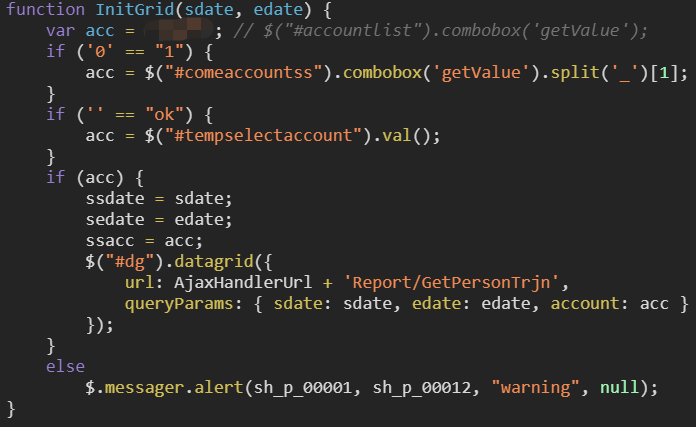 function InitGrid(sdate, edate) {
    var acc = ; // $("#accountlist").combobox('getValue');
    if ('0' == "1") {
        acc = $("#comeaccountss").combobox('getValue').split('_')[1];
    }
    if ('' == "ok") {
        acc = $("#tempselectaccount").val();
    }
    if (acc) {
        ssdate = sdate;
        sedate = edate;
        ssacc = acc;
        $("#dg").datagrid({
            url: AjaxHandlerUrl + 'Report/GetPersonTrjn',
            queryParams: { sdate: sdate, edate: edate, account: acc }
        });
    }
    else
        $.messager.alert(sh_p_00001, sh_p_00012, "warning", null);
}